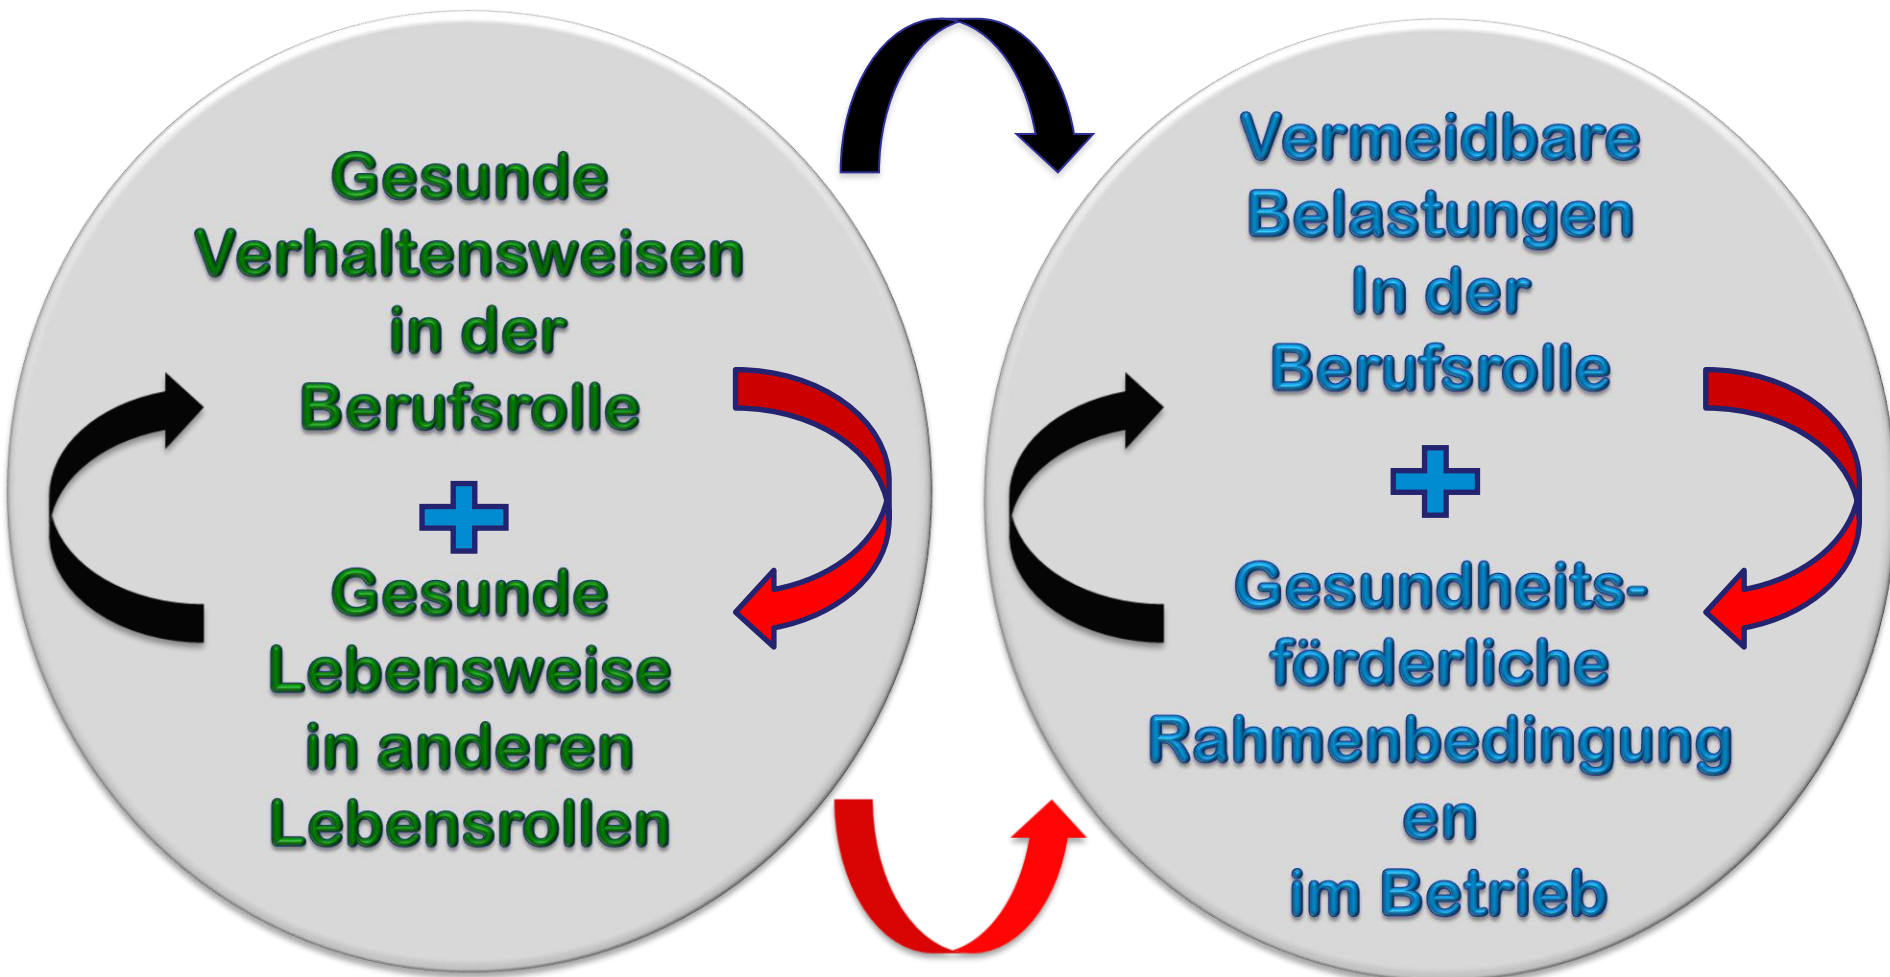 Gesunde
Verhaltensweisen
in der
Berufsrolle
Gesunde
Lebensweise
in anderen
Lebensrollen
Vermeidbare
Belastungen
In der
Berufsrolle
Gesundheits-
förderliche
Rahmenbedingung
en
im Betrieb